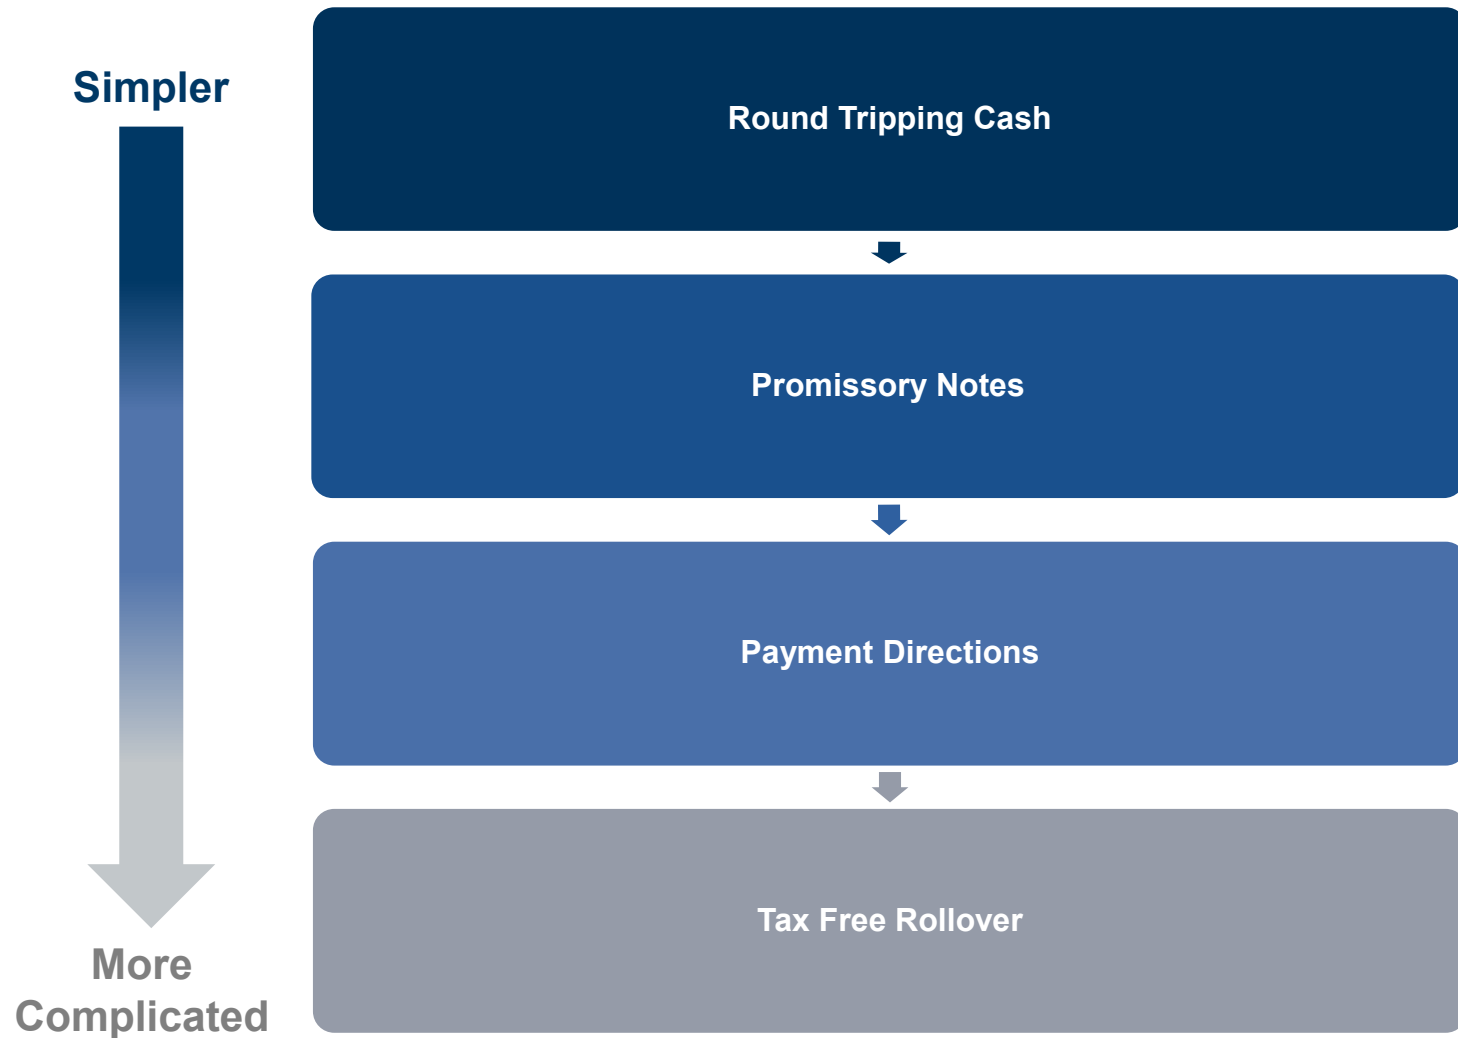 Simpler
Round Tripping Cash
Promissory Notes
Payment Directions
Tax Free Rollover
More
Complicated